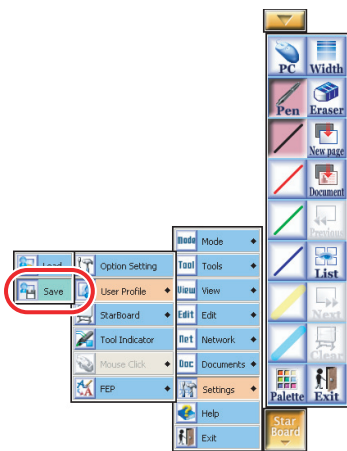 PC Width
Pen Eraser
New page
Document
Previous
List
Next
Clear
Palette Exit
Star
Board
Mode Mode
Tool Tools
View View
Edit Edit
Net Network
Doc Documents
Settings
Help
Exit
Option Setting
User Profile
StarBoard
Tool Indicator
Mouse Click
FEP
Load
Save